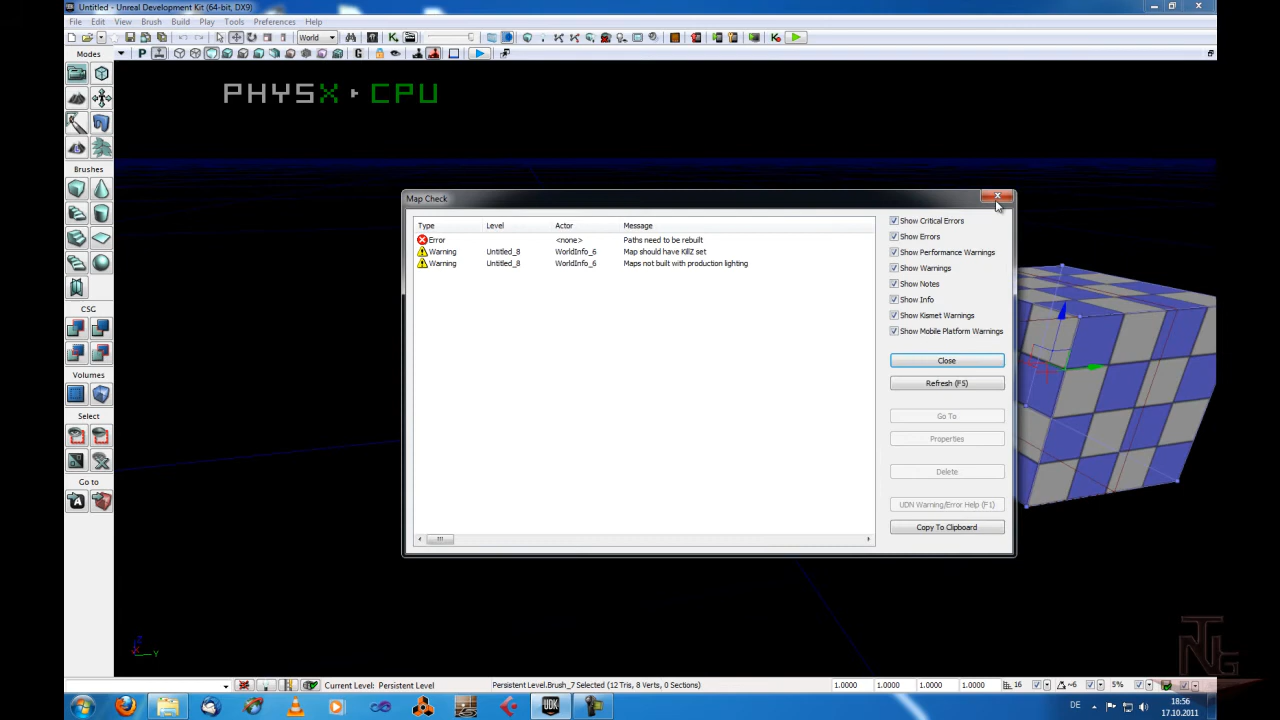 Untitled - Unreal Development Kit (64-bit, DX9)
File Edit View Brush Build Play Tools Preferences Help
World
P
G
Modes
PHYSX ▸ CPU
Brushes
CSG
Volumes
Select
Go to
Map Check
Type Level Actor Message
Error <none> Paths need to be rebuilt
Warning Untitled_8 WorldInfo_6 Map should have KillZ set
Warning Untitled_8 WorldInfo_6 Maps not built with production lighting
Show Critical Errors
Show Errors
Show Performance Warnings
Show Warnings
Show Notes
Show Info
Show Kismet Warnings
Show Mobile Platform Warnings
Close
Refresh (F5)
Go To
Properties
Delete
UDN Warning/Error Help (F1)
Copy To Clipboard
Z
Y
TNG
Current Level: Persistent Level
Persistent Level.Brush_7 Selected (12 Tris, 8 Verts, 0 Sections)
1.0000 1.0000 1.0000 1.0000 16 ~6 5%
UDK
DE
18:56
17.10.2011